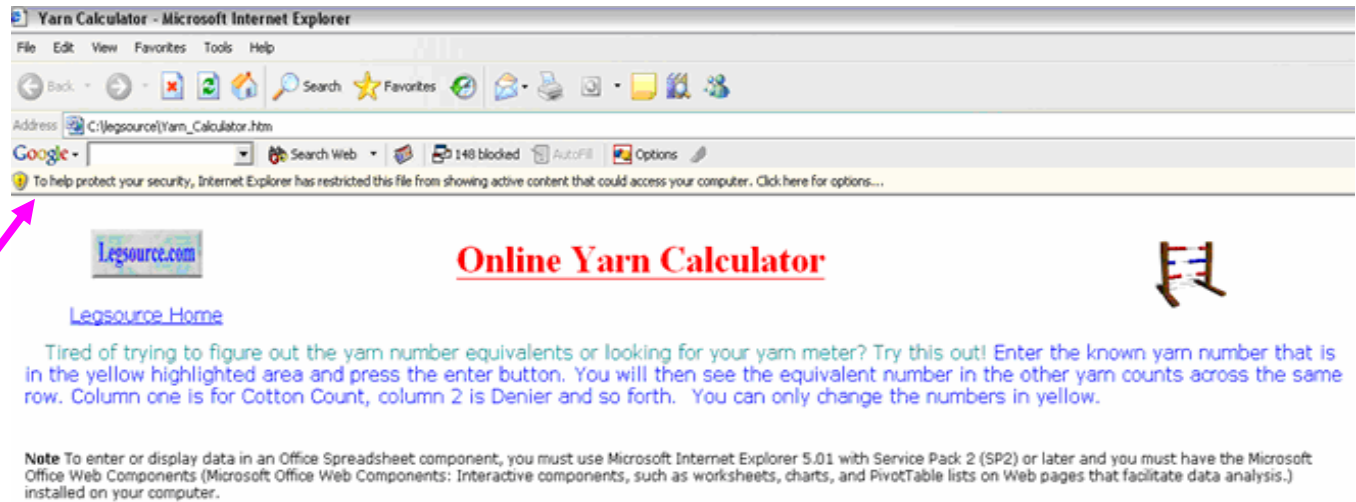 Yarn Calculator - Microsoft Internet Explorer
File Edit View Favorites Tools Help
Back Search Favorites
Address C:\legsource\Yarn_Calculator.htm
Google Search Web 148 blocked AutoFill Options
To help protect your security, Internet Explorer has restricted this file from showing active content that could access your computer. Click here for options...
Legsource.com
Online Yarn Calculator
Legsource Home
Tired of trying to figure out the yarn number equivalents or looking for your yarn meter? Try this out! Enter the known yarn number that is
in the yellow highlighted area and press the enter button. You will then see the equivalent number in the other yarn counts across the same
row. Column one is for Cotton Count, column 2 is Denier and so forth. You can only change the numbers in yellow.
Note To enter or display data in an Office Spreadsheet component, you must use Microsoft Internet Explorer 5.01 with Service Pack 2 (SP2) or later and you must have the Microsoft
Office Web Components (Microsoft Office Web Components: Interactive components, such as worksheets, charts, and PivotTable lists on Web pages that facilitate data analysis.)
installed on your computer.